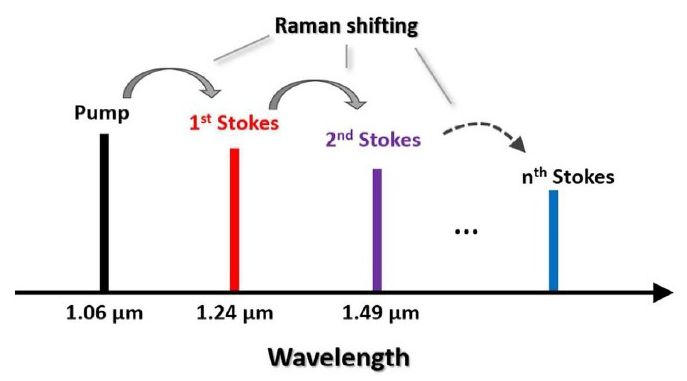 Raman shifting
Pump
1st Stokes
2nd Stokes
nth Stokes
...
1.06 μm
1.24 μm
1.49 μm
Wavelength